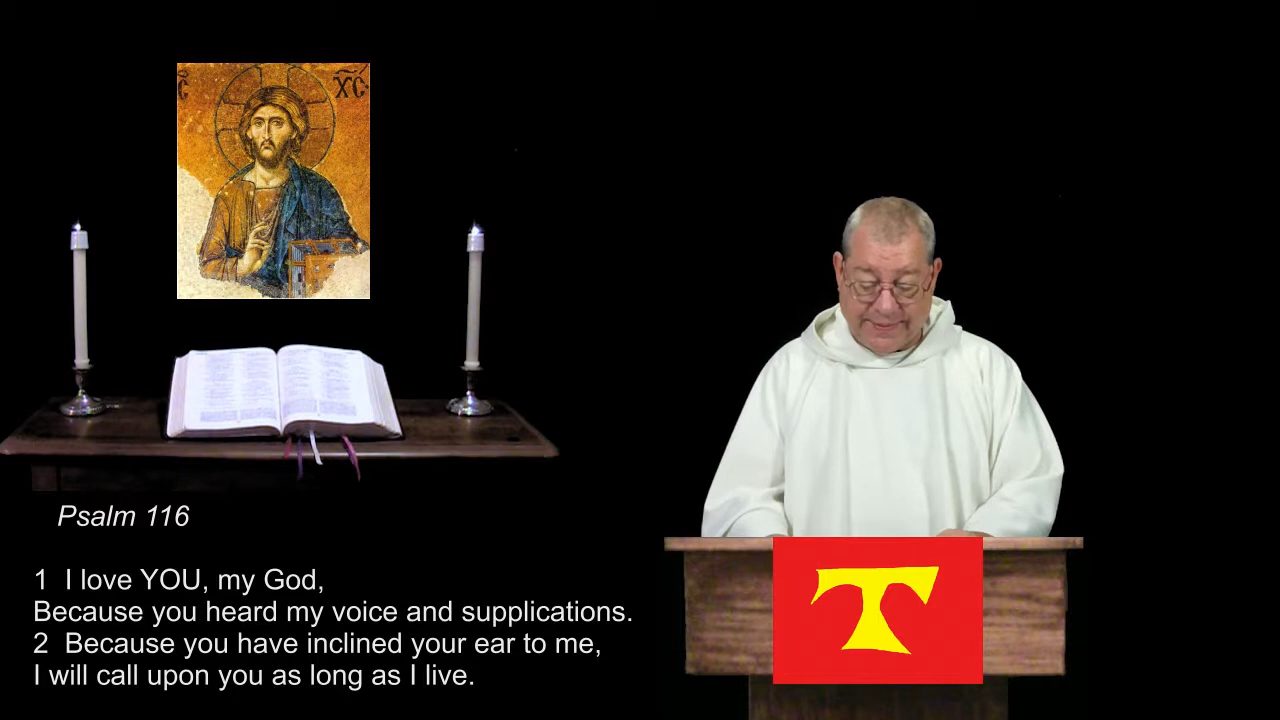 C
XC
Psalm 116
1 I love YOU, my God,
Because you heard my voice and supplications.
2 Because you have inclined your ear to me,
I will call upon you as long as I live.
T